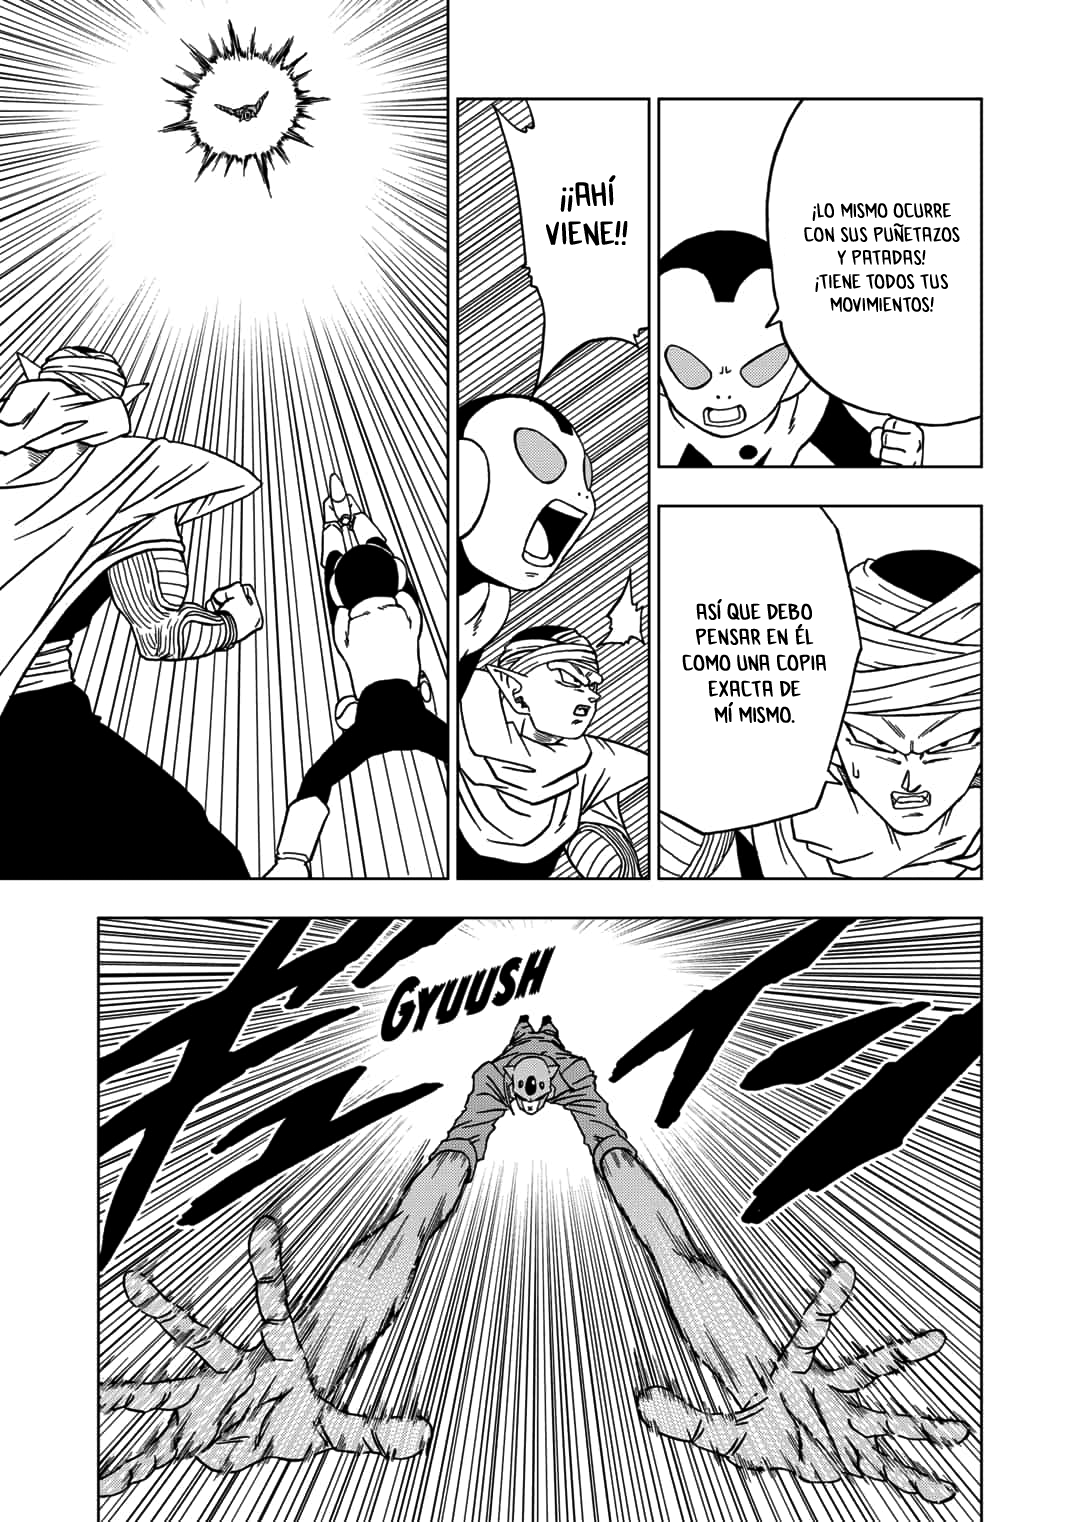 ¡LO MISMO OCURRE
CON SUS PUÑETAZOS
Y PATADAS!
¡TIENE TODOS TUS
MOVIMIENTOS!
ASÍ QUE DEBO
PENSAR EN ÉL
COMO UNA COPIA
EXACTA DE
MÍ MISMO.
¡¡AHÍ
VIENE!!
GYUUSH